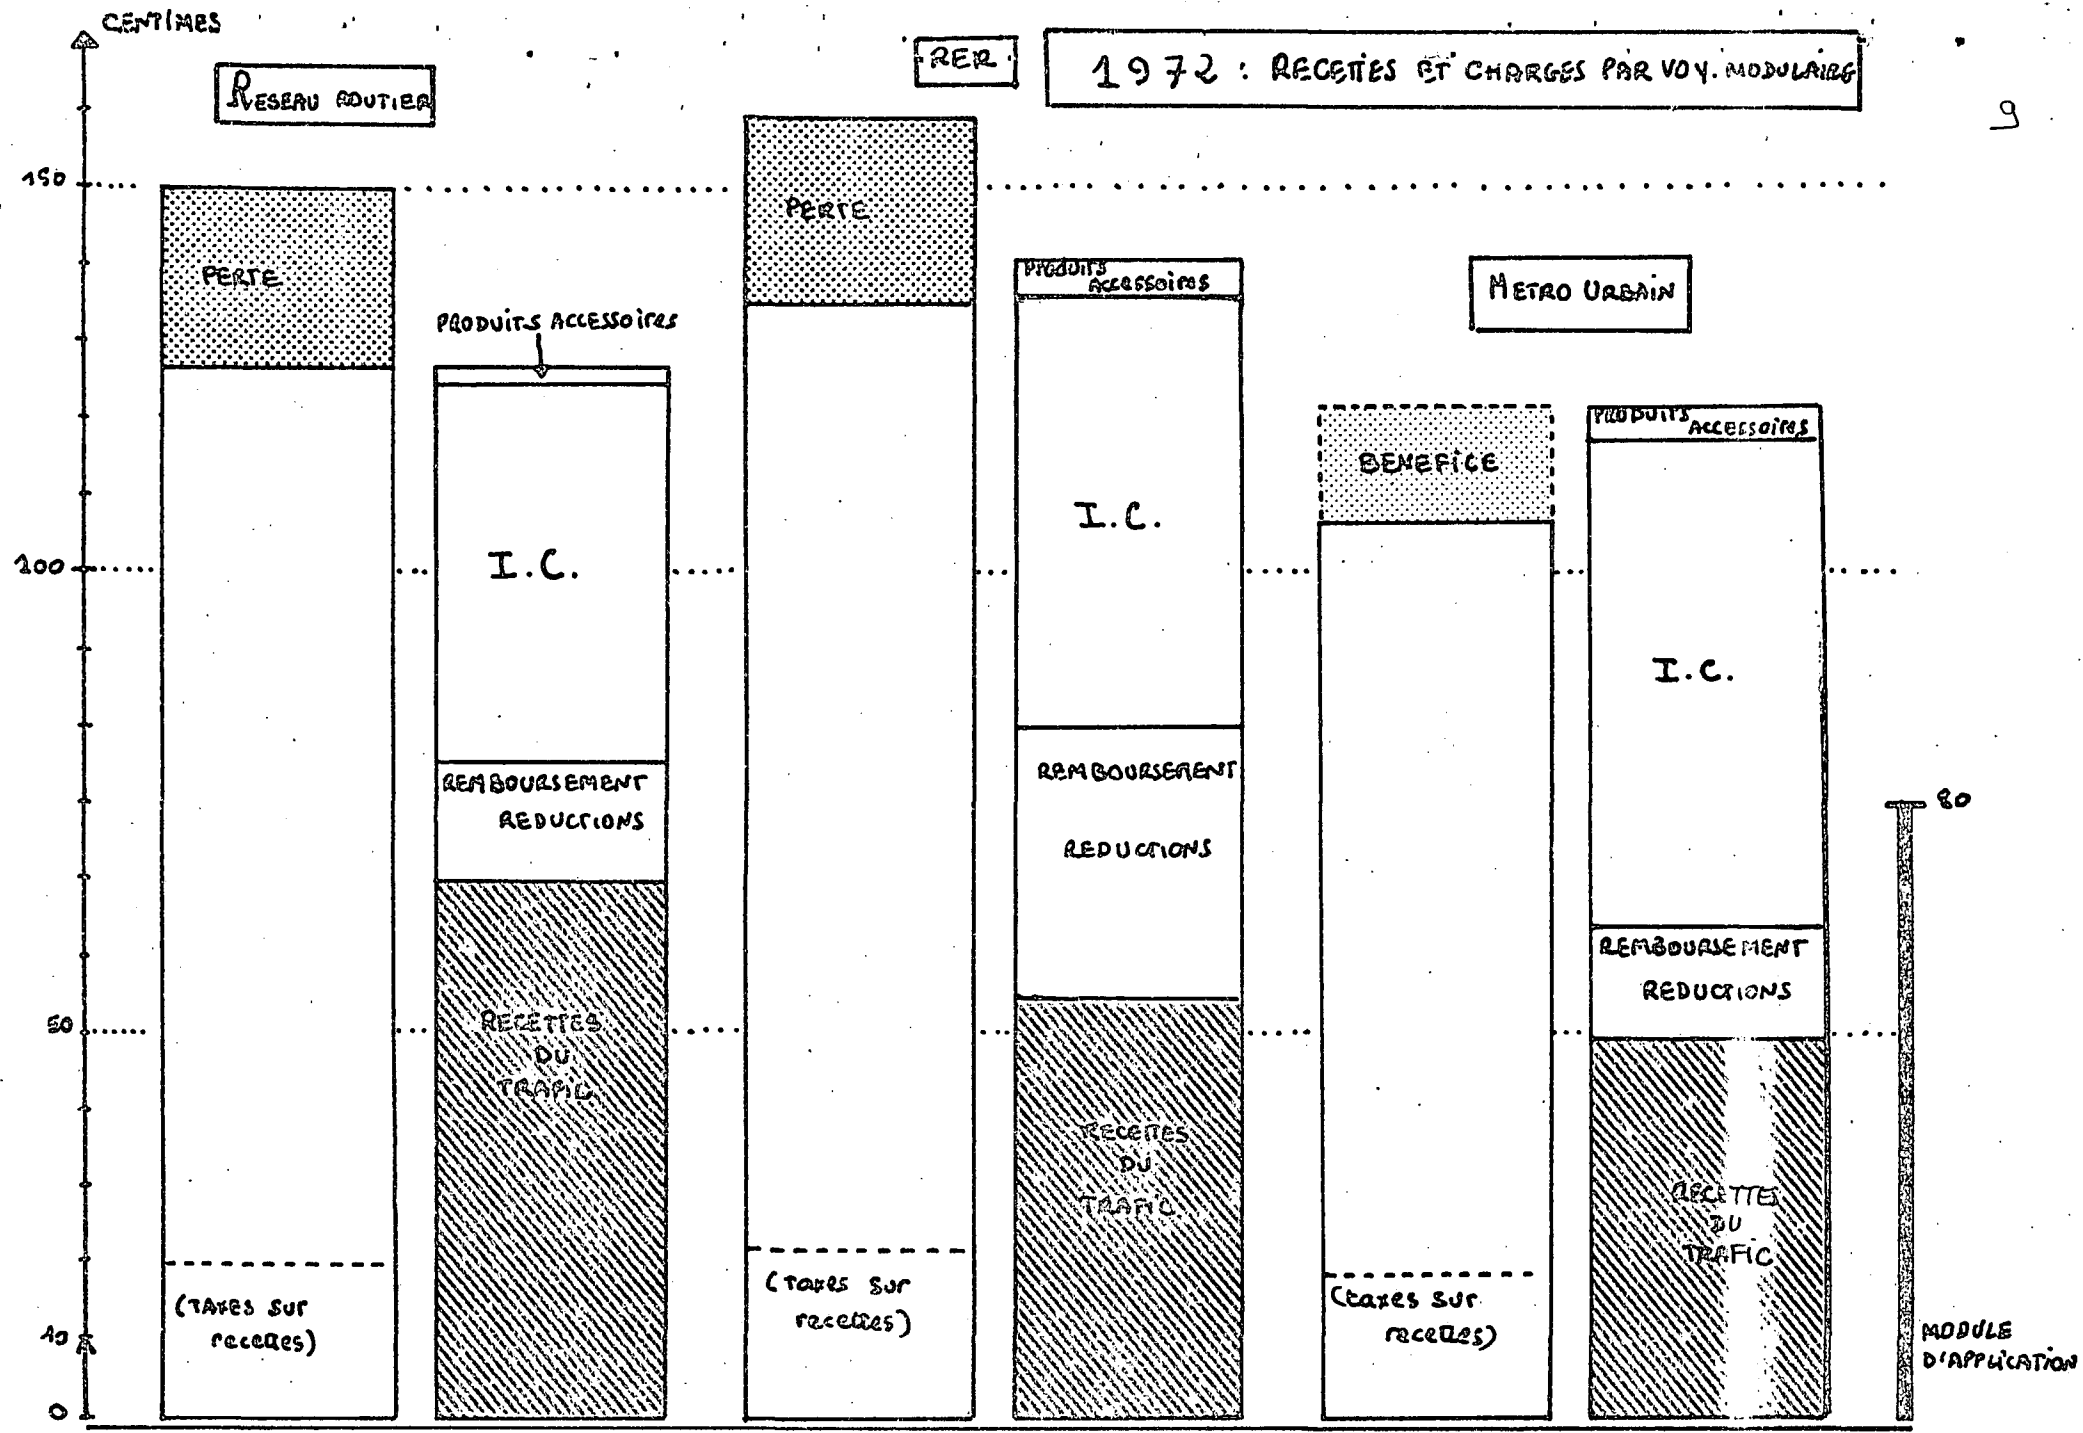 CENTIMES
RESEAU ROUTIER
RER
1972 : RECETTES ET CHARGES PAR VOY. MODULAIRE
9
150
100
50
10
0
PERTE
(TAXES SUR
recettes)
PRODUITS ACCESSOIRES
I.C.
REMBOURSEMENT
REDUCTIONS
RECETTES
DU
TRAFIC
PERTE
(TAXES SUR
recettes)
PRODUITS
ACCESSOIRES
I.C.
REMBOURSEMENT
REDUCTIONS
RECETTES
DU
TRAFIC
METRO URBAIN
BENEFICE
(taxes sur
recettes)
PRODUITS
ACCESSOIRES
I.C.
REMBOURSEMENT
REDUCTIONS
RECETTES
DU
TRAFIC
80
MODULE
D'APPLICATION